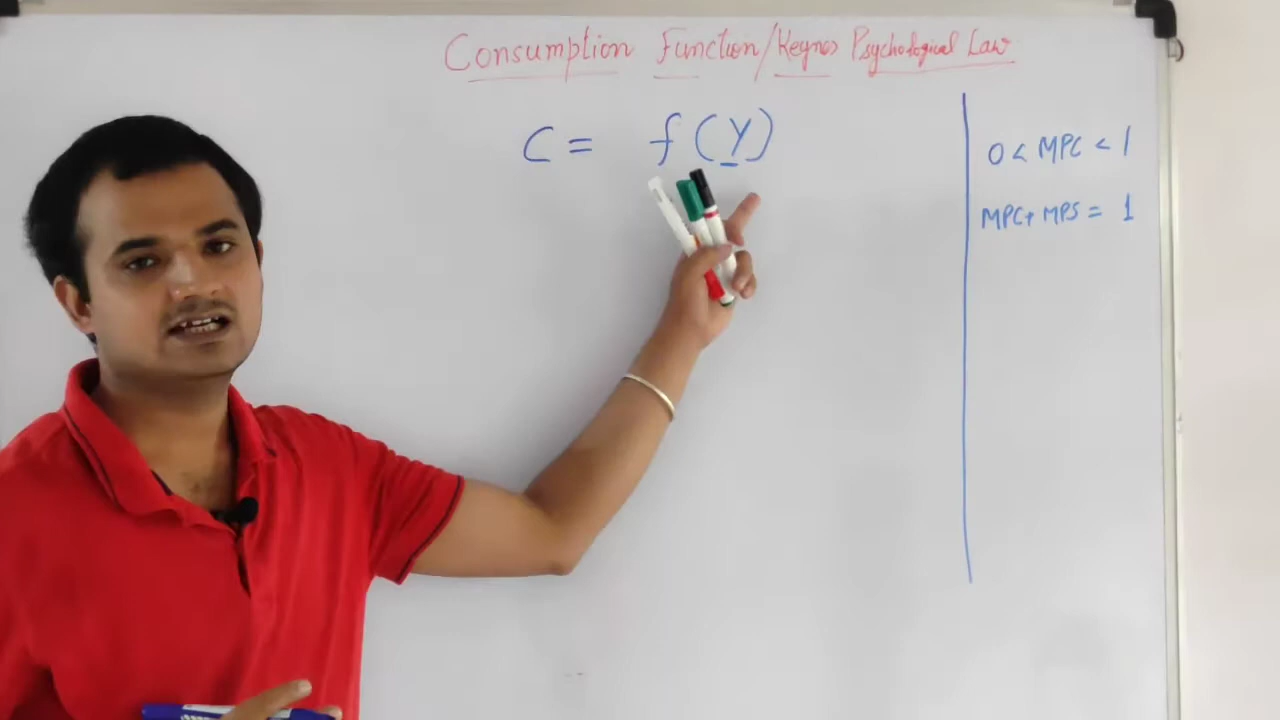 Consumption Function/Keynes Psychological Law
C = f(Y)
0 < MPC < 1
MPC + MPS = 1